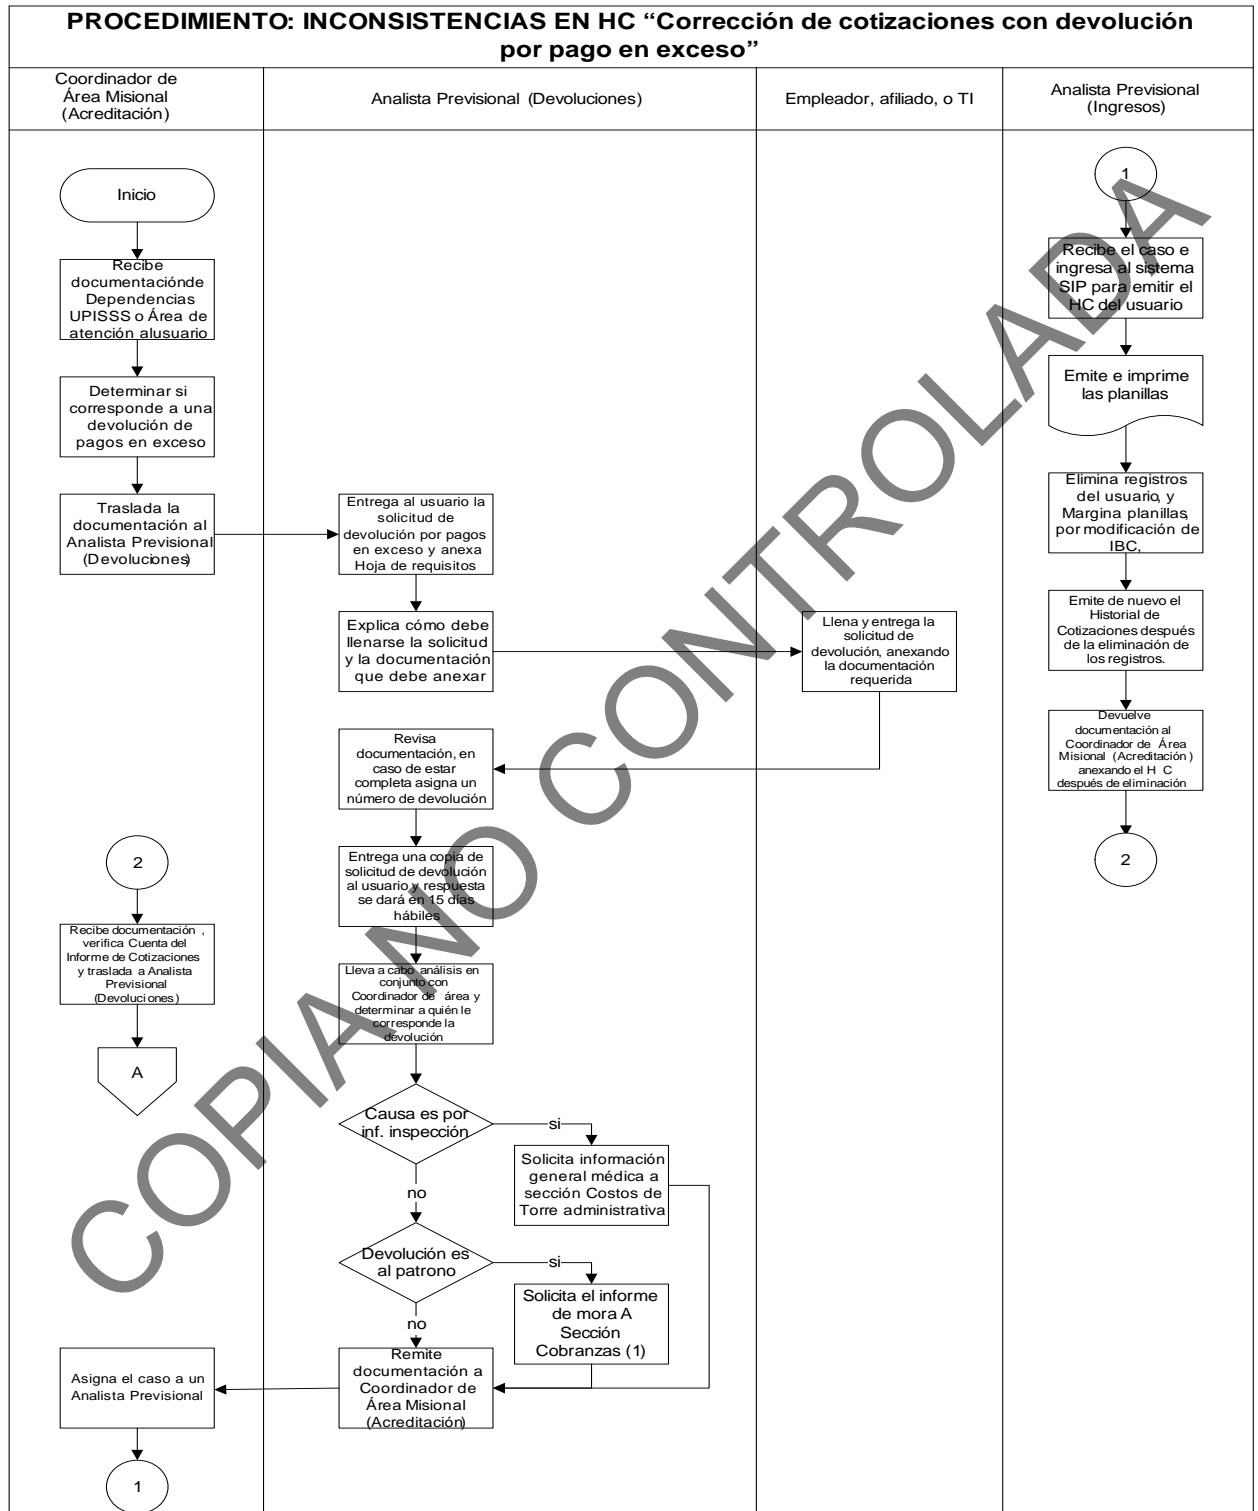 PROCEDIMIENTO: INCONSISTENCIAS EN HC “Corrección de cotizaciones con devolución
por pago en exceso”
Coordinador de
Área Misional
(Acreditación)
Analista Previsional (Devoluciones)
Empleador, afiliado, o TI
Analista Previsional
(Ingresos)
Inicio
Recibe
documentaciónde
Dependencias
UPISSS o Área de
atención alusuario
Determinar si
corresponde a una
devolución de
pagos en exceso
Traslada la
documentación al
Analista Previsional
(Devoluciones)
Entrega al usuario la
solicitud de
devolución por pagos
en exceso y anexa
Hoja de requisitos
Explica cómo debe
llenarse la solicitud
y la documentación
que debe anexar
Llena y entrega la
solicitud de
devolución, anexando
la documentación
requerida
Revisa
documentación, en
caso de estar
completa asigna un
número de devolución
Entrega una copia de
solicitud de devolución
al usuario y respuesta
se dará en 15 días
hábiles
Lleva a cabo análisis en
conjunto con
Coordinador de área y
determinar a quién le
corresponde la
devolución
Causa es por
inf. inspección
si
Solicita información
general médica a
sección Costos de
Torre administrativa
no
Devolución es
al patrono
si
Solicita el informe
de mora A
Sección
Cobranzas (1)
no
Remite
documentación a
Coordinador de
Área Misional
(Acreditación)
Asigna el caso a un
Analista Previsional
1
1
Recibe el caso e
ingresa al sistema
SIP para emitir el
HC del usuario
Emite e imprime
las planillas
Elimina registros
del usuario, y
Margina planillas,
por modificación de
IBC,
Emite de nuevo el
Historial de
Cotizaciones después
de la eliminación de
los registros.
Devuelve
documentación al
Coordinador de Área
Misional (Acreditación)
anexando el H C
después de eliminación
2
2
Recibe documentación ,
verifica Cuenta del
Informe de Cotizaciones
y traslada a Analista
Previsional
(Devoluciones)
A
COPIA NO CONTROLADA